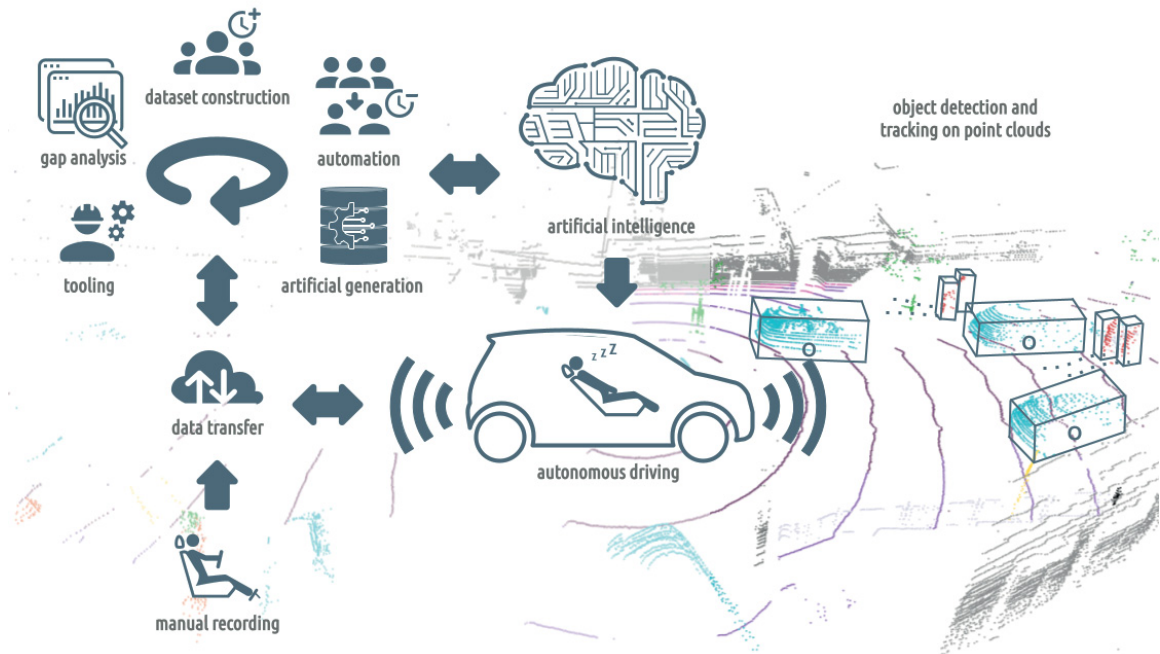 dataset construction
gap analysis
automation
tooling
artificial generation
artificial intelligence
object detection and
tracking on point clouds
z z Z
data transfer
autonomous driving
manual recording